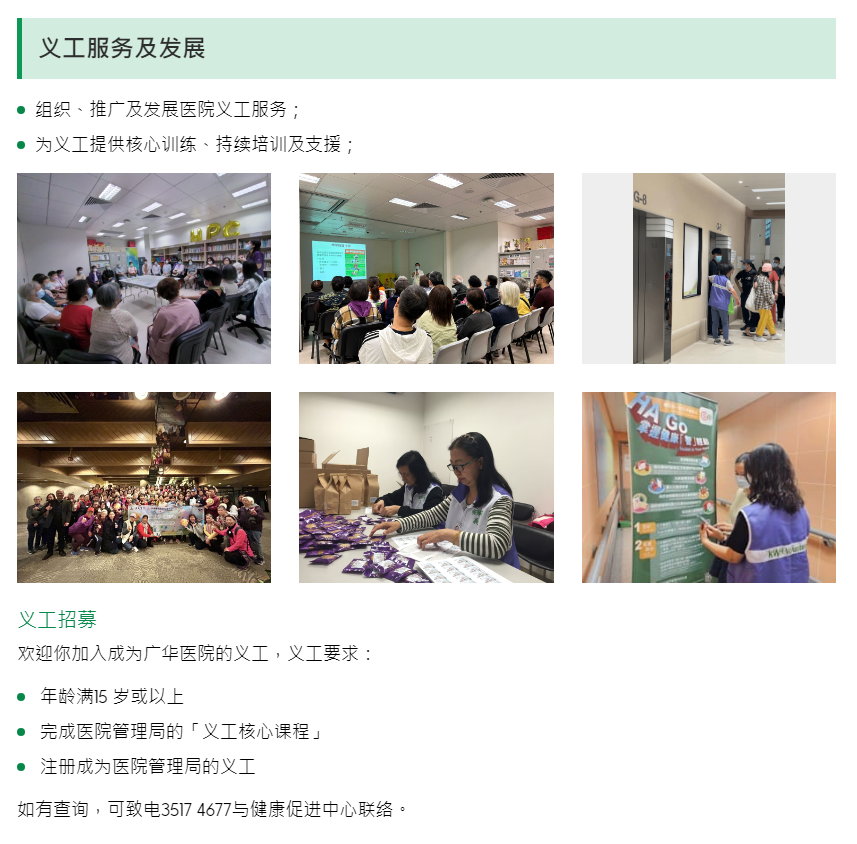 义工服务及发展
组织、推广及发展医院义工服务；
为义工提供核心训练、持续培训及支援；
HPC
G-8
HA Go
1
2
义工招募
欢迎你加入成为广华医院的义工，义工要求：
年龄满15 岁或以上
完成医院管理局的「义工核心课程」
注册成为医院管理局的义工
如有查询，可致电3517 4677与健康促进中心联络。